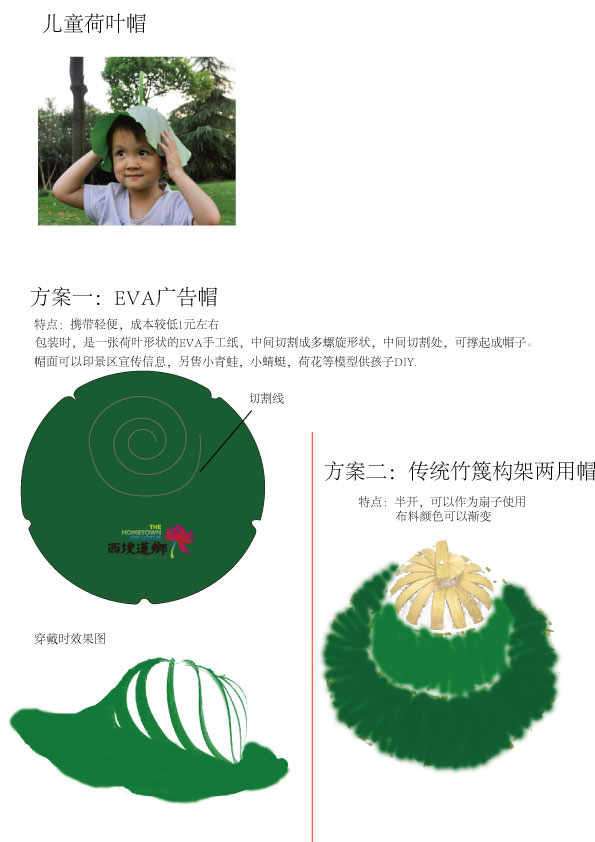 儿童荷叶帽
方案一：EVA广告帽
特点：携带轻便，成本较低1元左右
包装时，是一张荷叶形状的EVA手工纸，中间切割成多螺旋形状，中间切割处，可撑起成帽子。
帽面可以印景区宣传信息，另售小青蛙，小蜻蜓，荷花等模型供孩子DIY.
切割线
THE
HOMETOWN
OF LOTUS
西埂莲乡
穿戴时效果图
方案二：传统竹篾构架两用帽
特点：半开，可以作为扇子使用
布料颜色可以渐变